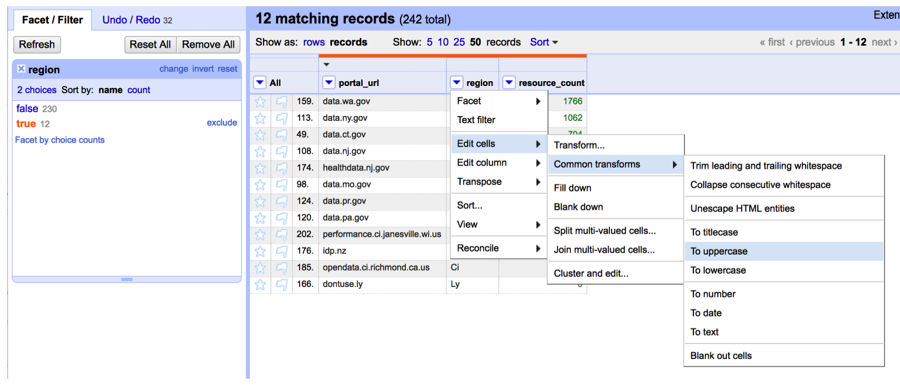 Facet / Filter Undo / Redo 32
Refresh Reset All Remove All
region change invert reset
2 choices Sort by: name count
false 230
true 12 exclude
Facet by choice counts
12 matching records (242 total)
Exten
Show as: rows records Show: 5 10 25 50 records Sort « first ‹ previous 1 - 12 next ›
All portal_url region resource_count
159. data.wa.gov 1766
113. data.ny.gov 1062
49. data.ct.gov 704
108. data.nj.gov
174. healthdata.nj.gov
98. data.mo.gov
124. data.pr.gov
120. data.pa.gov
202. performance.ci.janesville.wi.us
176. idp.nz
185. opendata.ci.richmond.ca.us Ci
166. dontuse.ly Ly
Facet
Text filter
Edit cells
Edit column
Transpose
Sort...
View
Reconcile
Transform...
Common transforms
Fill down
Blank down
Split multi-valued cells...
Join multi-valued cells...
Cluster and edit...
Trim leading and trailing whitespace
Collapse consecutive whitespace
Unescape HTML entities
To titlecase
To uppercase
To lowercase
To number
To date
To text
Blank out cells